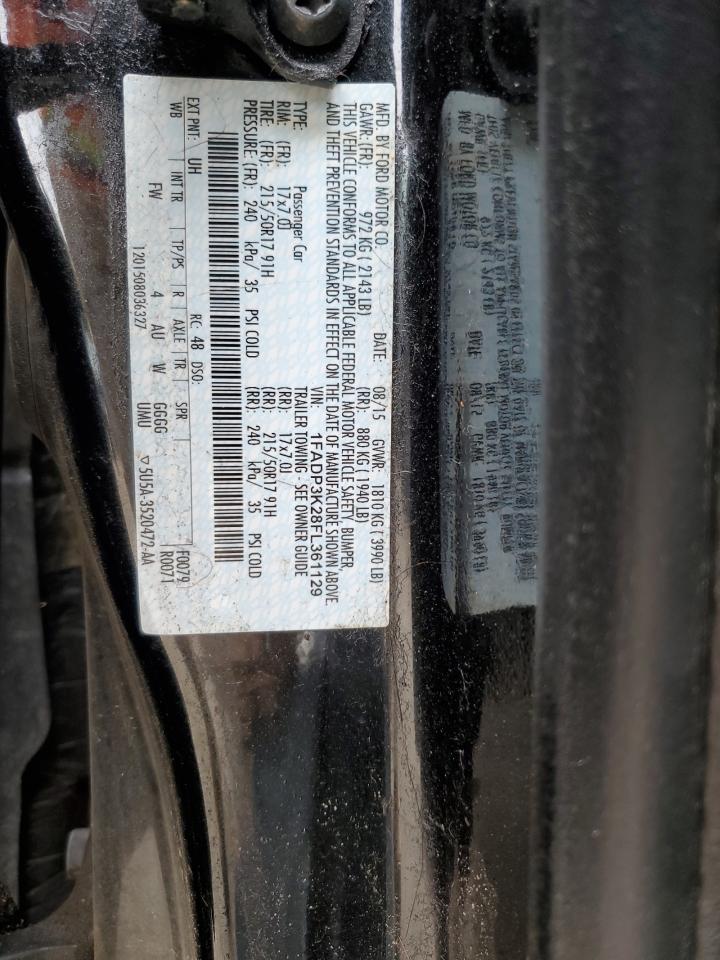 MFD. BY FORD MOTOR CO.
DATE: 08/15 GVWR: 1810 KG ( 3990 LB)
GAWR: (FR): 972 KG ( 2143 LB) (RR): 880 KG ( 1940 LB)
THIS VEHICLE CONFORMS TO ALL APPLICABLE FEDERAL MOTOR VEHICLE SAFETY, BUMPER,
AND THEFT PREVENTION STANDARDS IN EFFECT ON THE DATE OF MANUFACTURE SHOWN ABOVE.
VIN: 1FADP3K28FL381129
TYPE: Passenger Car TRAILER TOWING - SEE OWNER GUIDE
RIM: (FR): 17x7.0J (RR): 17x7.0J
TIRE: (FR): 215/50R17 91H (RR): 215/50R17 91H
PRESSURE: (FR): 240 kPa/ 35 PSI COLD (RR): 240 kPa/ 35 PSI COLD
EXT PNT: UH RC: 48 DSO: F0079
WB INT TR TP/PS R AXLE TR SPR R0071
FW 4 AU W GGGG UMU ▽5U5A-3520472-AA
1201508036327